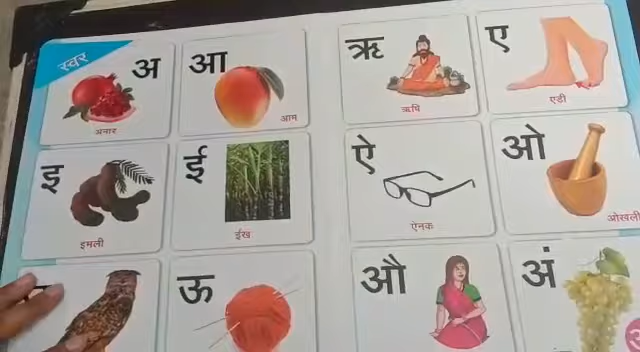 स्वर
अ
अनार
आ
आम
ऋ
ऋषि
ए
एडी
इ
इमली
ई
ईख
ऐ
ऐनक
ओ
ओखली
ऊ
औ
अं